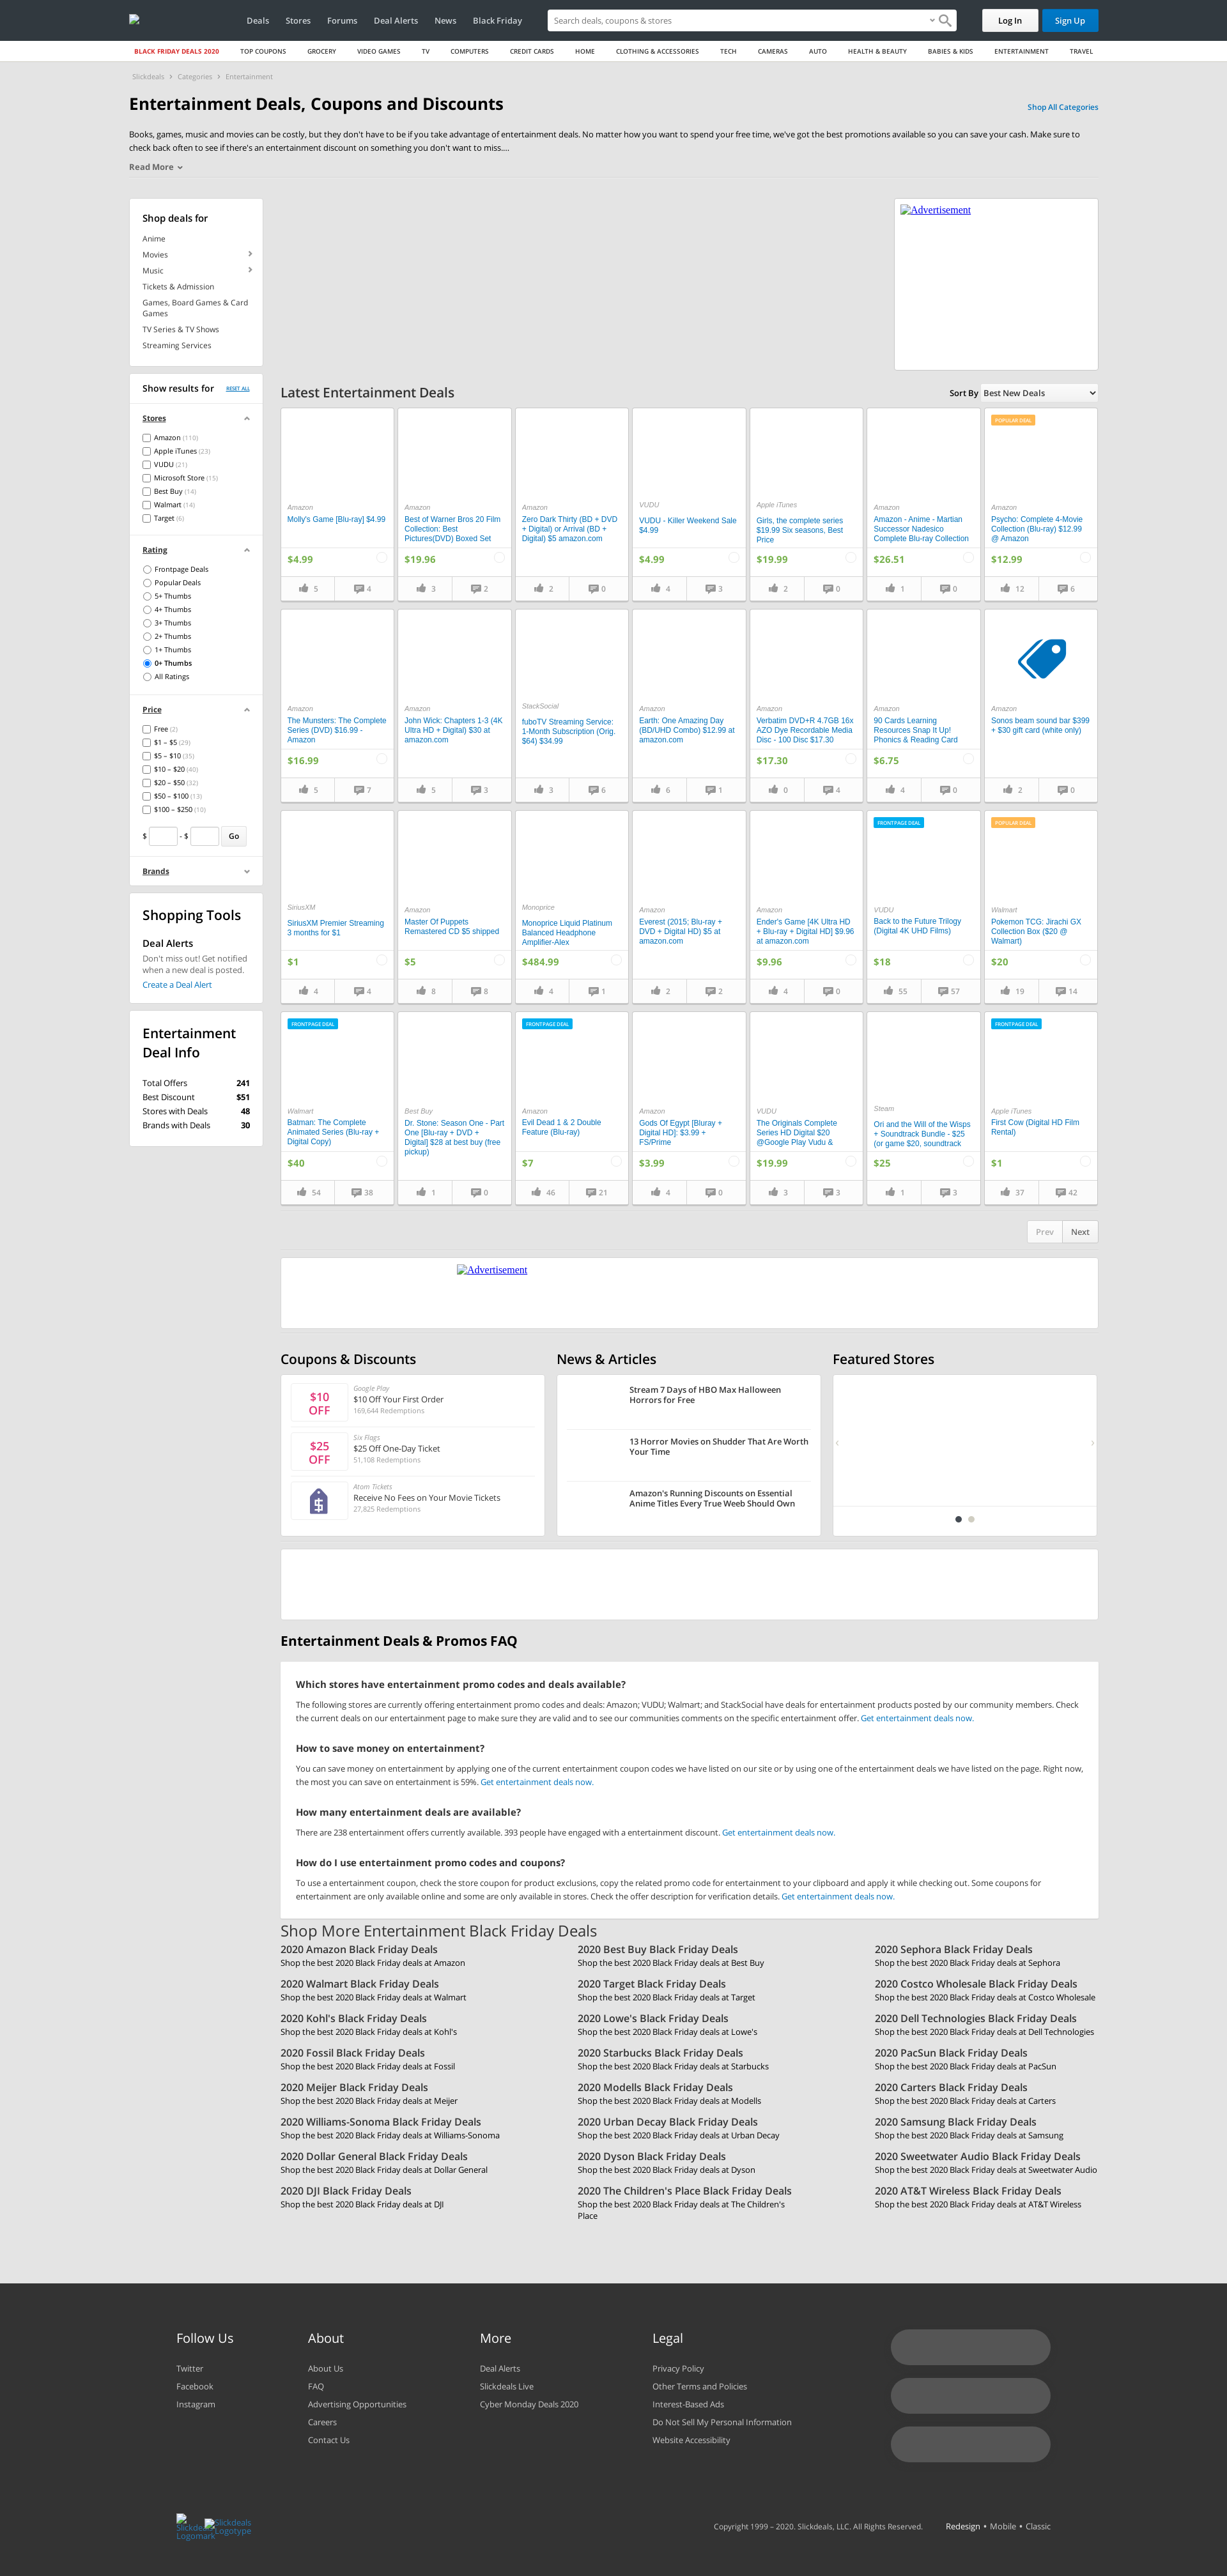 Deals Stores Forums Deal Alerts News Black Friday
Search deals, coupons & stores
Log In Sign Up
BLACK FRIDAY DEALS 2020 TOP COUPONS GROCERY VIDEO GAMES TV COMPUTERS CREDIT CARDS HOME CLOTHING & ACCESSORIES TECH CAMERAS AUTO HEALTH & BEAUTY BABIES & KIDS ENTERTAINMENT TRAVEL
Slickdeals › Categories › Entertainment
Entertainment Deals, Coupons and Discounts
Shop All Categories
Books, games, music and movies can be costly, but they don't have to be if you take advantage of entertainment deals. No matter how you want to spend your free time, we've got the best promotions available so you can save your cash. Make sure to
check back often to see if there's an entertainment discount on something you don't want to miss....
Read More
Shop deals for
Anime
Movies
Music
Tickets & Admission
Games, Board Games & Card
Games
TV Series & TV Shows
Streaming Services
Advertisement
Show results for RESET ALL
Stores
Amazon (110)
Apple iTunes (23)
VUDU (21)
Microsoft Store (15)
Best Buy (14)
Walmart (14)
Target (6)
Rating
Frontpage Deals
Popular Deals
5+ Thumbs
4+ Thumbs
3+ Thumbs
2+ Thumbs
1+ Thumbs
0+ Thumbs
All Ratings
Price
Free (2)
$1 – $5 (29)
$5 – $10 (35)
$10 – $20 (40)
$20 – $50 (32)
$50 – $100 (13)
$100 – $250 (10)
$ - $ Go
Brands
Shopping Tools
Deal Alerts
Don't miss out! Get notified
when a new deal is posted.
Create a Deal Alert
Entertainment
Deal Info
Total Offers 241
Best Discount $51
Stores with Deals 48
Brands with Deals 30
Latest Entertainment Deals
Sort By Best New Deals
Amazon
Molly's Game [Blu-ray] $4.99
$4.99
5
Amazon
Best of Warner Bros 20 Film
Collection: Best
Pictures(DVD) Boxed Set
$19.96
3 2
Amazon
Zero Dark Thirty (BD + DVD
+ Digital) or Arrival (BD +
Digital) $5 amazon.com
2 0
VUDU
VUDU - Killer Weekend Sale
$4.99
$4.99
4 3
Apple iTunes
Girls, the complete series
$19.99 Six seasons, Best
Price
$19.99
2 0
Amazon
Amazon - Anime - Martian
Successor Nadesico
Complete Blu-ray Collection
$26.51
1 0
POPULAR DEAL
Amazon
Psycho: Complete 4-Movie
Collection (Blu-ray) $12.99
@ Amazon
$12.99
12 6
Amazon
The Munsters: The Complete
Series (DVD) $16.99 -
Amazon
$16.99
5 7
Amazon
John Wick: Chapters 1-3 (4K
Ultra HD + Digital) $30 at
amazon.com
5 3
StackSocial
fuboTV Streaming Service:
1-Month Subscription (Orig.
$64) $34.99
3 6
Amazon
Earth: One Amazing Day
(BD/UHD Combo) $12.99 at
amazon.com
6 1
Amazon
Verbatim DVD+R 4.7GB 16x
AZO Dye Recordable Media
Disc - 100 Disc $17.30
$17.30
0 4
Amazon
90 Cards Learning
Resources Snap It Up!
Phonics & Reading Card
$6.75
4 0
Amazon
Sonos beam sound bar $399
+ $30 gift card (white only)
2 0
SiriusXM
SiriusXM Premier Streaming
3 months for $1
$1
4 4
Amazon
Master Of Puppets
Remastered CD $5 shipped
$5
8 8
Monoprice
Monoprice Liquid Platinum
Balanced Headphone
Amplifier-Alex
$484.99
4 1
Amazon
Everest (2015; Blu-ray +
DVD + Digital HD) $5 at
amazon.com
2 2
Amazon
Ender's Game [4K Ultra HD
+ Blu-ray + Digital HD] $9.96
at amazon.com
$9.96
4 0
FRONTPAGE DEAL
VUDU
Back to the Future Trilogy
(Digital 4K UHD Films)
$18
55 57
POPULAR DEAL
Walmart
Pokemon TCG: Jirachi GX
Collection Box ($20 @
Walmart)
$20
19 14
FRONTPAGE DEAL
Walmart
Batman: The Complete
Animated Series (Blu-ray +
Digital Copy)
$40
54 38
Best Buy
Dr. Stone: Season One - Part
One [Blu-ray + DVD +
Digital] $28 at best buy (free
pickup)
1 0
FRONTPAGE DEAL
Amazon
Evil Dead 1 & 2 Double
Feature (Blu-ray)
$7
46 21
Amazon
Gods Of Egypt [Bluray +
Digital HD]: $3.99 +
FS/Prime
$3.99
4 0
VUDU
The Originals Complete
Series HD Digital $20
@Google Play Vudu &
$19.99
3 3
Steam
Ori and the Will of the Wisps
+ Soundtrack Bundle - $25
(or game $20, soundtrack
$25
1 3
FRONTPAGE DEAL
Apple iTunes
First Cow (Digital HD Film
Rental)
$1
37 42
Prev Next
Advertisement
Coupons & Discounts
$10
OFF
Google Play
$10 Off Your First Order
169,644 Redemptions
$25
OFF
Six Flags
$25 Off One-Day Ticket
51,108 Redemptions
Atom Tickets
Receive No Fees on Your Movie Tickets
27,825 Redemptions
News & Articles
Stream 7 Days of HBO Max Halloween
Horrors for Free
13 Horror Movies on Shudder That Are Worth
Your Time
Amazon's Running Discounts on Essential
Anime Titles Every True Weeb Should Own
Featured Stores
Entertainment Deals & Promos FAQ
Which stores have entertainment promo codes and deals available?
The following stores are currently offering entertainment promo codes and deals: Amazon; VUDU; Walmart; and StackSocial have deals for entertainment products posted by our community members. Check
the current deals on our entertainment page to make sure they are valid and to see our communities comments on the specific entertainment offer. Get entertainment deals now.
How to save money on entertainment?
You can save money on entertainment by applying one of the current entertainment coupon codes we have listed on our site or by using one of the entertainment deals we have listed on the page. Right now,
the most you can save on entertainment is 59%. Get entertainment deals now.
How many entertainment deals are available?
There are 238 entertainment offers currently available. 393 people have engaged with a entertainment discount. Get entertainment deals now.
How do I use entertainment promo codes and coupons?
To use a entertainment coupon, check the store coupon for product exclusions, copy the related promo code for entertainment to your clipboard and apply it while checking out. Some coupons for
entertainment are only available online and some are only available in stores. Check the offer description for verification details. Get entertainment deals now.
Shop More Entertainment Black Friday Deals
2020 Amazon Black Friday Deals
Shop the best 2020 Black Friday deals at Amazon
2020 Best Buy Black Friday Deals
Shop the best 2020 Black Friday deals at Best Buy
2020 Sephora Black Friday Deals
Shop the best 2020 Black Friday deals at Sephora
2020 Walmart Black Friday Deals
Shop the best 2020 Black Friday deals at Walmart
2020 Target Black Friday Deals
Shop the best 2020 Black Friday deals at Target
2020 Costco Wholesale Black Friday Deals
Shop the best 2020 Black Friday deals at Costco Wholesale
2020 Kohl's Black Friday Deals
Shop the best 2020 Black Friday deals at Kohl's
2020 Lowe's Black Friday Deals
Shop the best 2020 Black Friday deals at Lowe's
2020 Dell Technologies Black Friday Deals
Shop the best 2020 Black Friday deals at Dell Technologies
2020 Fossil Black Friday Deals
Shop the best 2020 Black Friday deals at Fossil
2020 Starbucks Black Friday Deals
Shop the best 2020 Black Friday deals at Starbucks
2020 PacSun Black Friday Deals
Shop the best 2020 Black Friday deals at PacSun
2020 Meijer Black Friday Deals
Shop the best 2020 Black Friday deals at Meijer
2020 Modells Black Friday Deals
Shop the best 2020 Black Friday deals at Modells
2020 Carters Black Friday Deals
Shop the best 2020 Black Friday deals at Carters
2020 Williams-Sonoma Black Friday Deals
Shop the best 2020 Black Friday deals at Williams-Sonoma
2020 Urban Decay Black Friday Deals
Shop the best 2020 Black Friday deals at Urban Decay
2020 Samsung Black Friday Deals
Shop the best 2020 Black Friday deals at Samsung
2020 Dollar General Black Friday Deals
Shop the best 2020 Black Friday deals at Dollar General
2020 Dyson Black Friday Deals
Shop the best 2020 Black Friday deals at Dyson
2020 Sweetwater Audio Black Friday Deals
Shop the best 2020 Black Friday deals at Sweetwater Audio
2020 DJI Black Friday Deals
Shop the best 2020 Black Friday deals at DJI
2020 The Children's Place Black Friday Deals
Shop the best 2020 Black Friday deals at The Children's
Place
2020 AT&T Wireless Black Friday Deals
Shop the best 2020 Black Friday deals at AT&T Wireless
Follow Us
Twitter
Facebook
Instagram
About
About Us
FAQ
Advertising Opportunities
Careers
Contact Us
More
Deal Alerts
Slickdeals Live
Cyber Monday Deals 2020
Legal
Privacy Policy
Other Terms and Policies
Interest-Based Ads
Do Not Sell My Personal Information
Website Accessibility
Slickdeals
Logomark
Slickdeals
Logotype
Copyright 1999 – 2020. Slickdeals, LLC. All Rights Reserved.
Redesign • Mobile • Classic